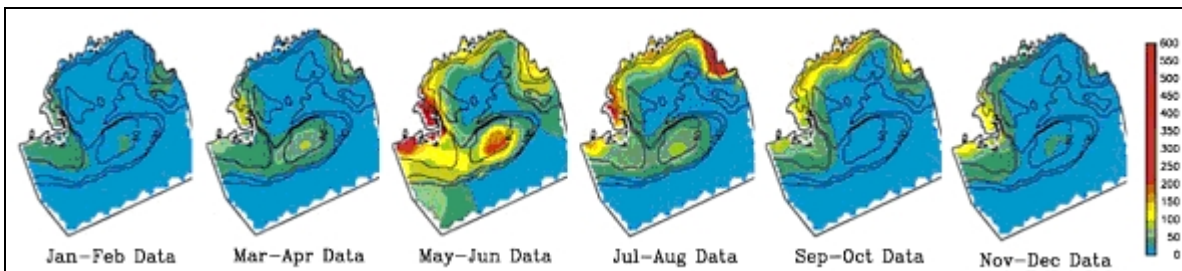 600
550
500
450
400
350
300
250
200
150
100
50
0
Jan-Feb Data
Mar-Apr Data
May-Jun Data
Jul-Aug Data
Sep-Oct Data
Nov-Dec Data